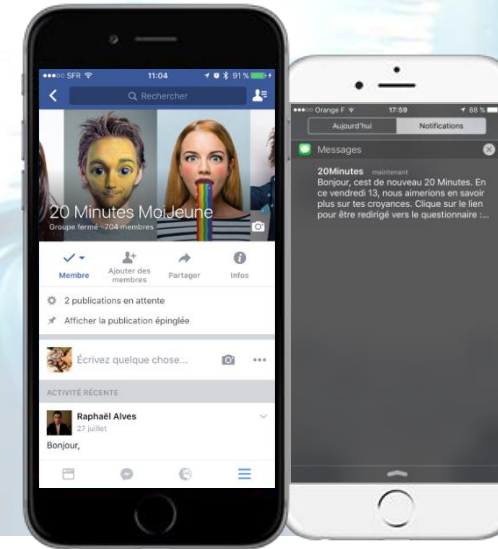 ●●●○○ SFR 11:04 91 %
Rechercher
20 Minutes MoiJeune
Groupe fermé · 704 membres
Membre
Ajouter des membres
Partager
Infos
2 publications en attente
Afficher la publication épinglée
Écrivez quelque chose...
ACTIVITÉ RÉCENTE
Raphaël Alves
27 juillet
Bonjour,
●●●○○ Orange F 17:59 88 %
Aujourd'hui Notifications
Messages
20Minutes maintenant
Bonjour, cest de nouveau 20 Minutes. En
ce vendredi 13, nous aimerions en savoir
plus sur tes croyances. Clique sur le lien
pour être redirigé vers le questionnaire :...